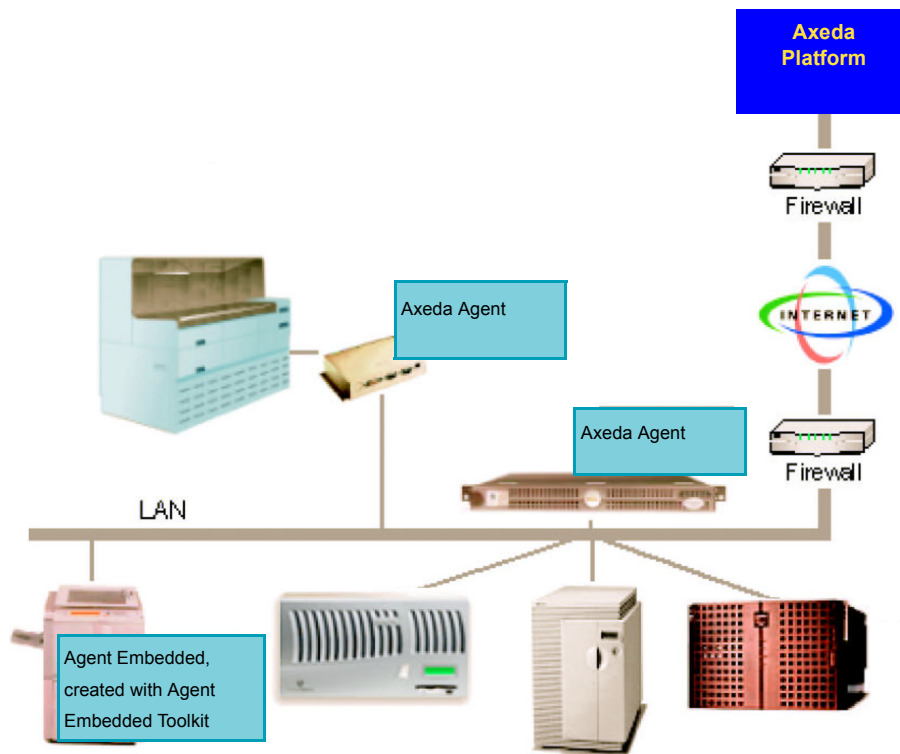 Axeda
Platform
Firewall
INTERNET
Axeda Agent
Axeda Agent
Firewall
LAN
Agent Embedded,
created with Agent
Embedded Toolkit